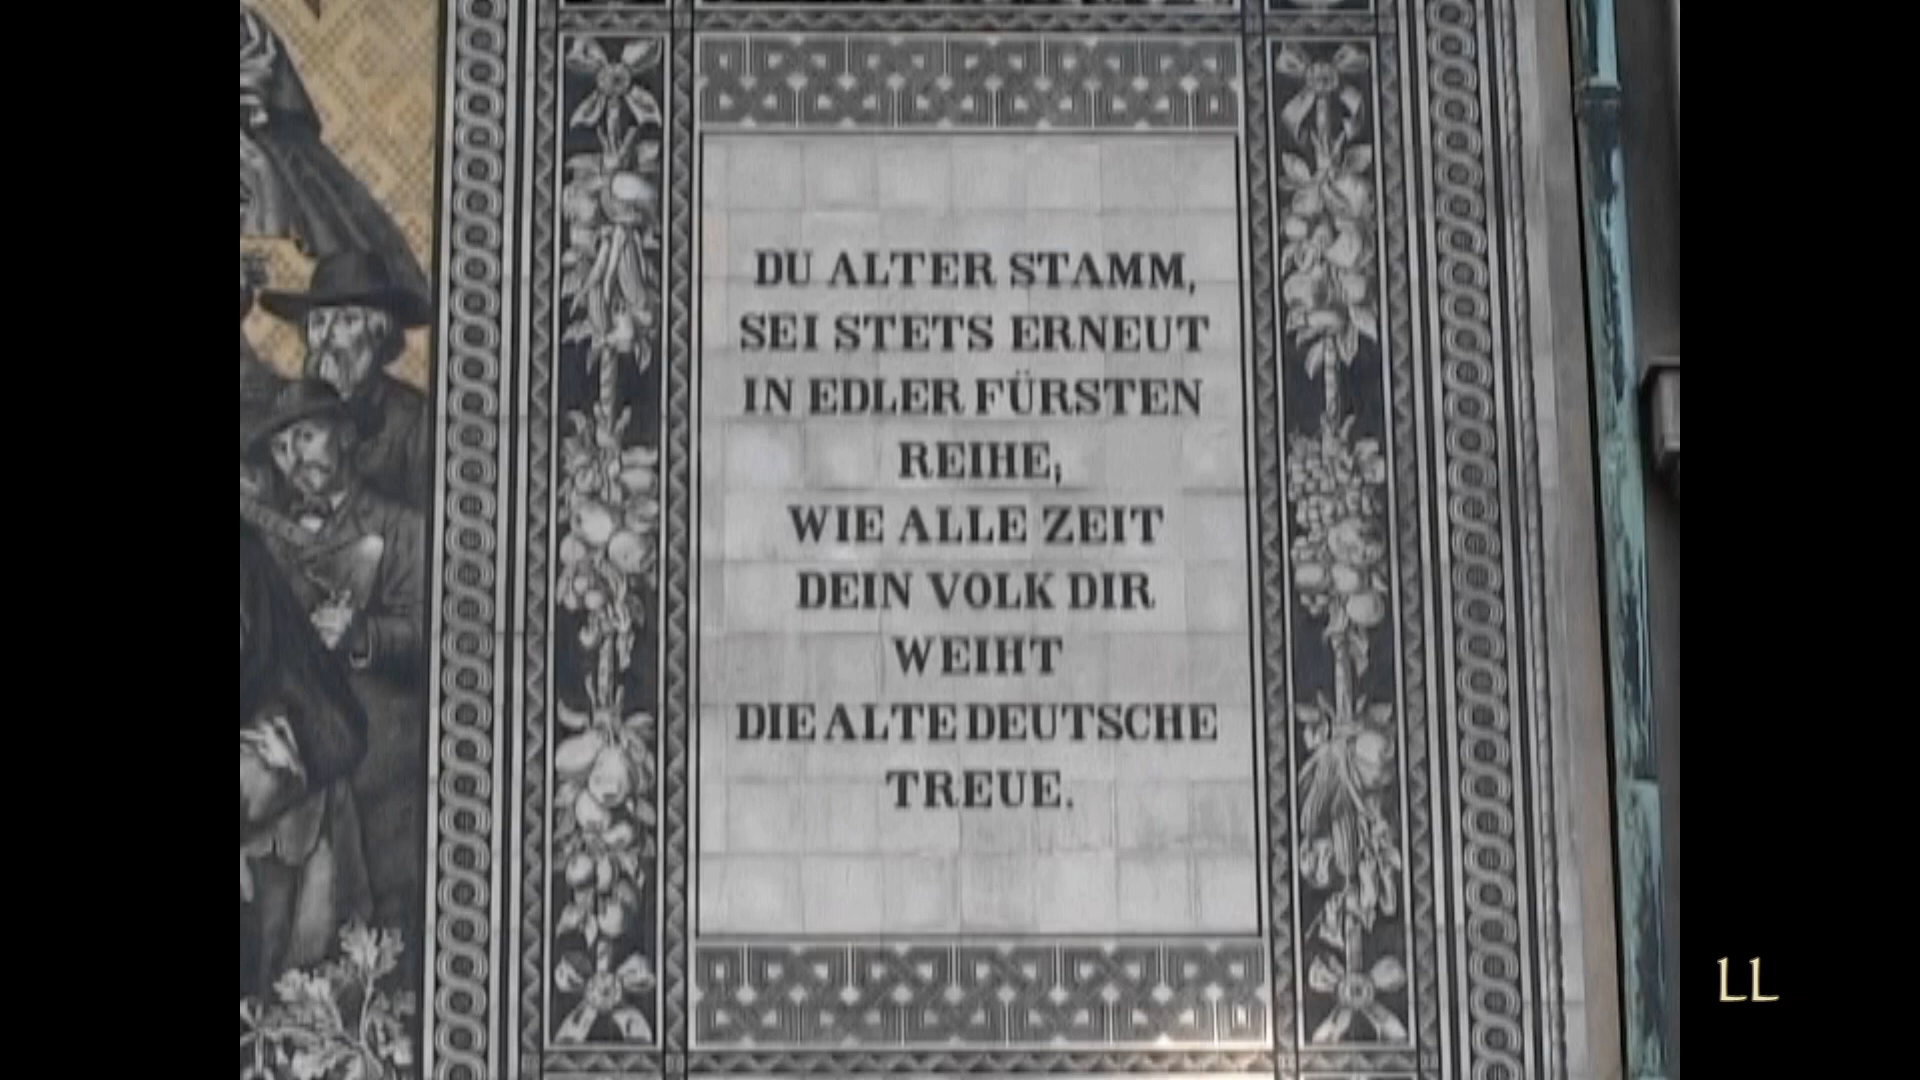 DU ALTER STAMM,
SEI STETS ERNEUT
IN EDLER FÜRSTEN
REIHE;
WIE ALLE ZEIT
DEIN VOLK DIR
WEIHT
DIE ALTE DEUTSCHE
TREUE.
LL